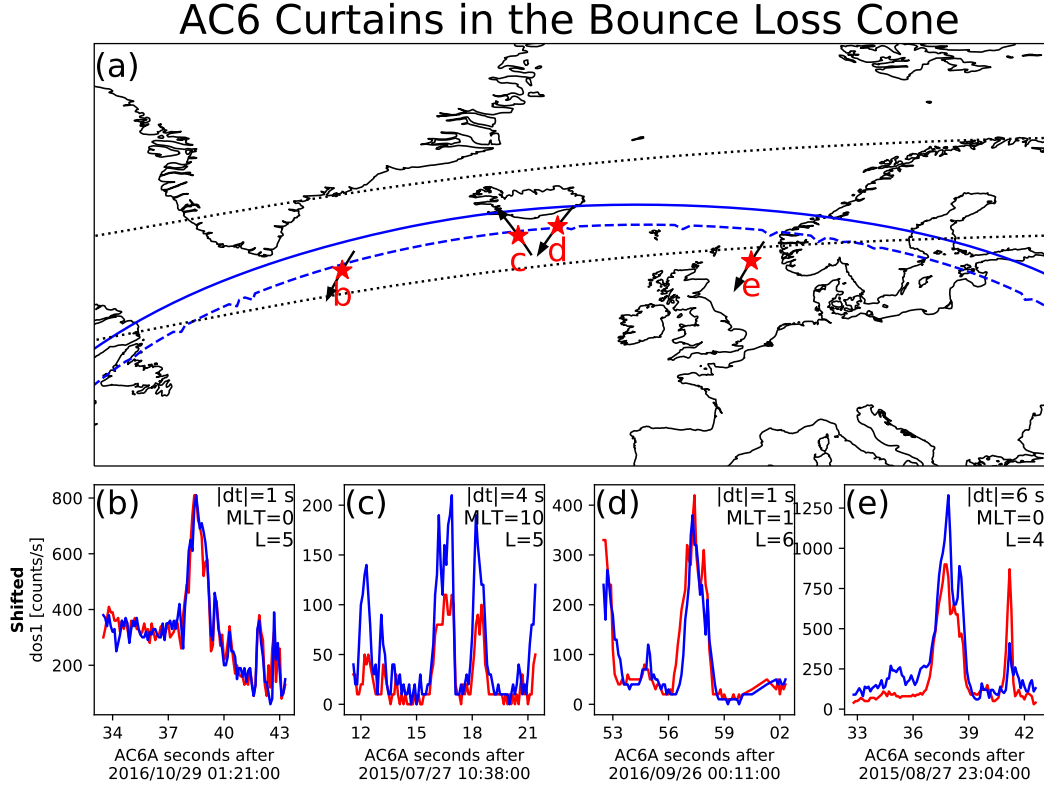 AC6 Curtains in the Bounce Loss Cone
(a)
b
c
d
e
(b)
|dt|=1 s
MLT=0
L=5
800
600
400
200
34 37 40 43
Shifted
dos1 [counts/s]
AC6A seconds after
2016/10/29 01:21:00
(c)
|dt|=4 s
MLT=10
L=5
200
150
100
50
0
12 15 18 21
AC6A seconds after
2015/07/27 10:38:00
(d)
|dt|=1 s
MLT=1
L=6
400
300
200
100
0
53 56 59 02
AC6A seconds after
2016/09/26 00:11:00
(e)
|dt|=6 s
MLT=0
L=4
1250
1000
750
500
250
0
33 36 39 42
AC6A seconds after
2015/08/27 23:04:00